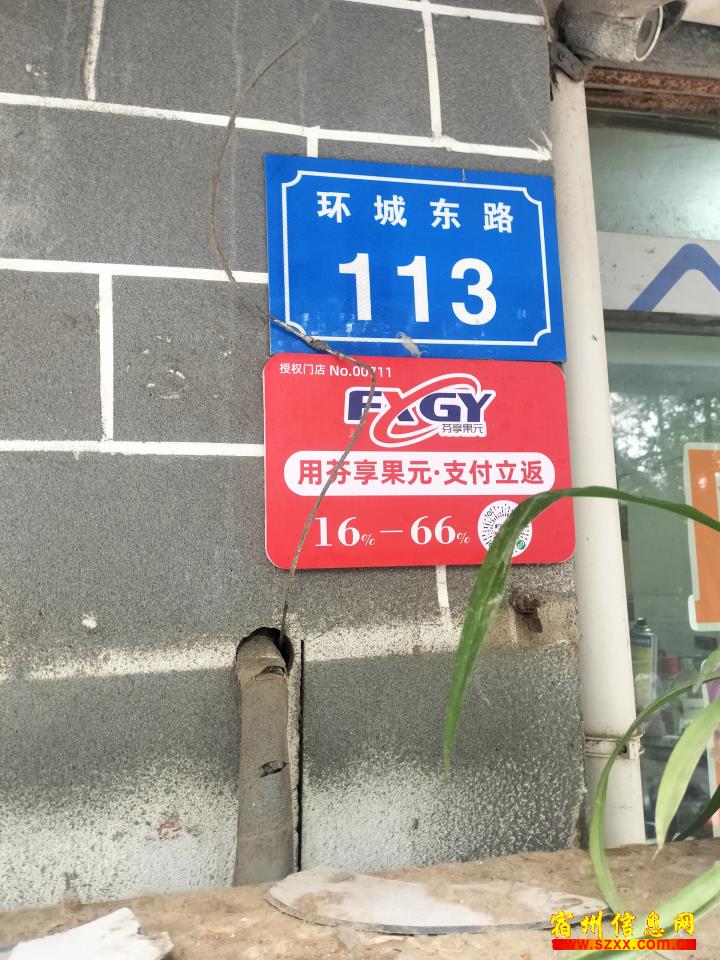 环城东路
113
授权门店 No.00711
FXGY
芬享果元
用芬享果元·支付立返
16%-66%
宿州信息网
www.szxx.com.cn